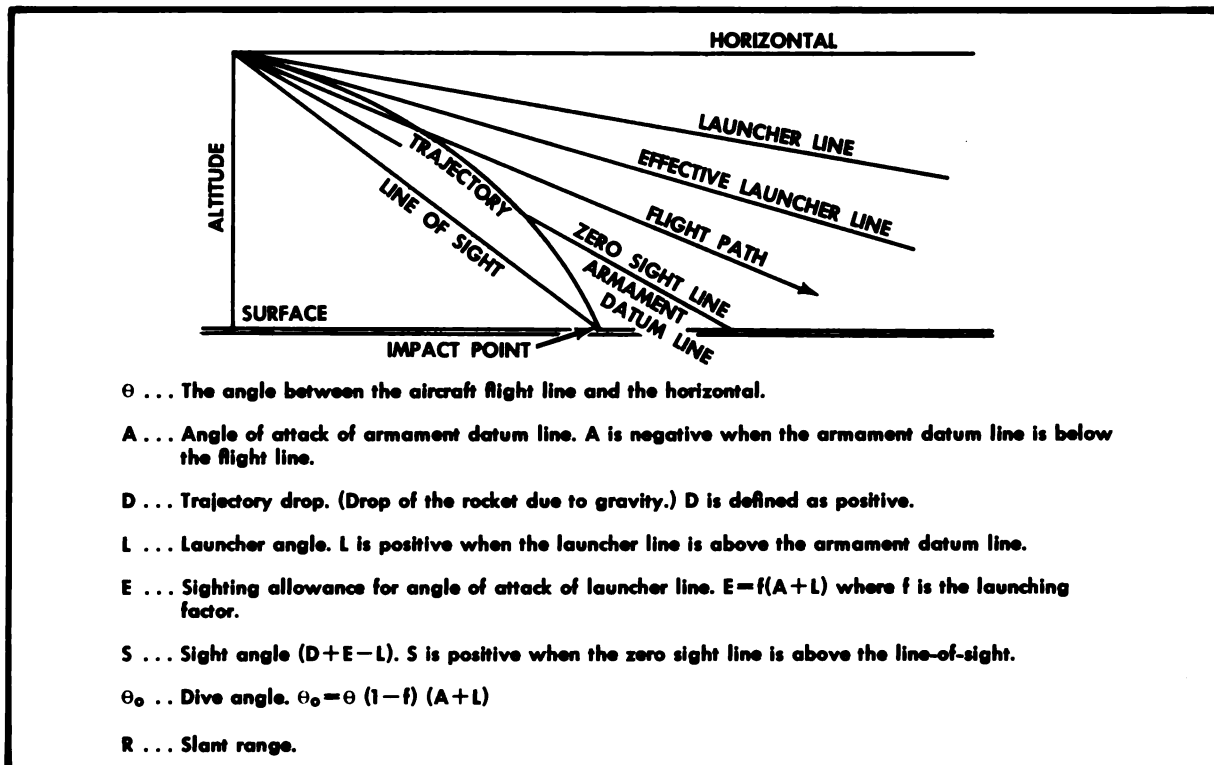 HORIZONTAL
LAUNCHER LINE
EFFECTIVE LAUNCHER LINE
FLIGHT PATH
ZERO SIGHT LINE
ARMAMENT
DATUM LINE
TRAJECTORY
LINE OF SIGHT
ALTITUDE
SURFACE
IMPACT POINT
θ ... The angle between the aircraft flight line and the horizontal.
A ... Angle of attack of armament datum line. A is negative when the armament datum line is below
the flight line.
D ... Trajectory drop. (Drop of the rocket due to gravity.) D is defined as positive.
L ... Launcher angle. L is positive when the launcher line is above the armament datum line.
E ... Sighting allowance for angle of attack of launcher line. E=f(A+L) where f is the launching
factor.
S ... Sight angle (D+E−L). S is positive when the zero sight line is above the line-of-sight.
θₒ .. Dive angle. θₒ=θ (1−f) (A+L)
R ... Slant range.